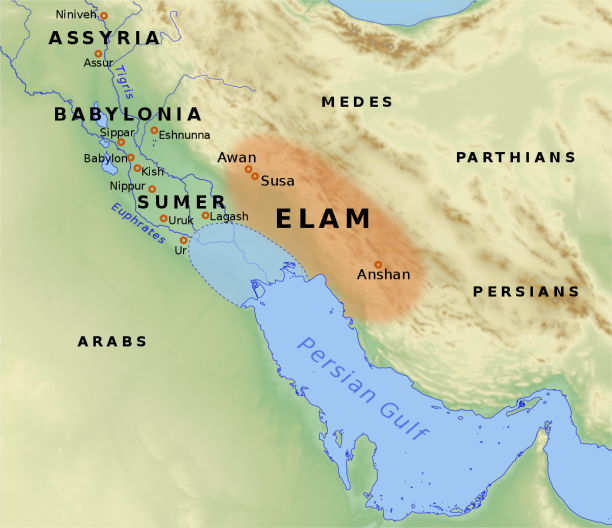 Niniveh
ASSYRIA
Assur
Tigris
MEDES
BABYLONIA
Sippar
Eshnunna
Babylon
Kish
Awan
PARTHIANS
Susa
Nippur
SUMER
Uruk
Lagash
ELAM
Euphrates
Ur
Anshan
PERSIANS
ARABS
Persian Gulf